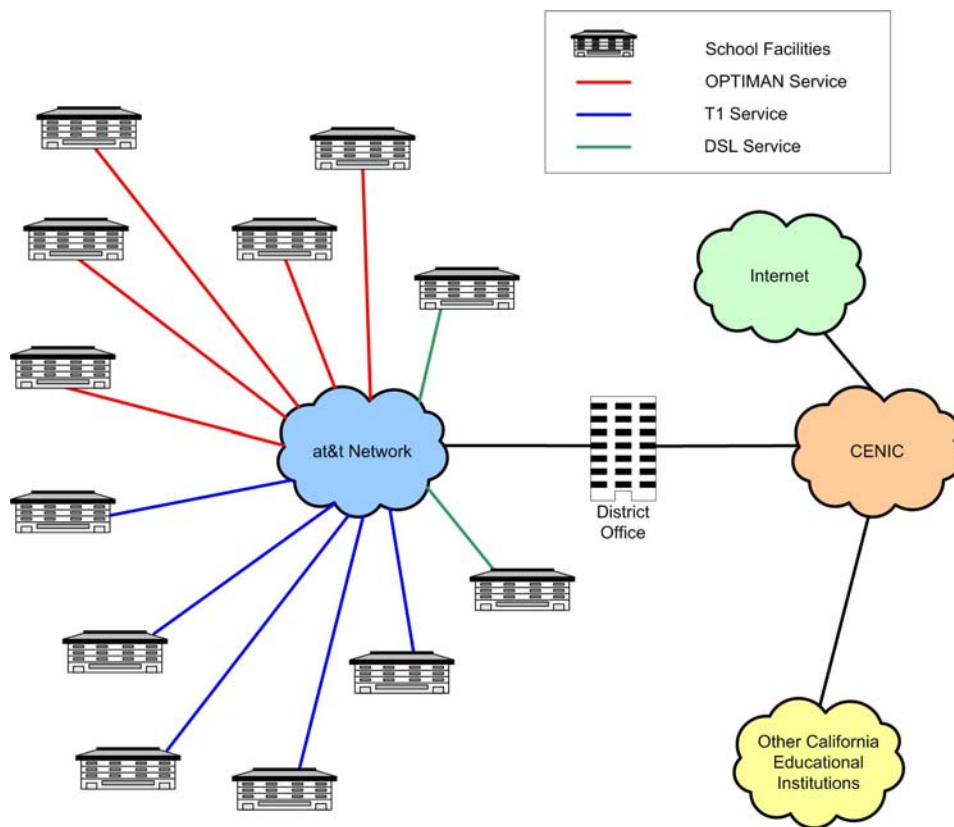 School Facilities
OPTIMAN Service
T1 Service
DSL Service
Internet
at&t Network
CENIC
District
Office
Other California
Educational
Institutions